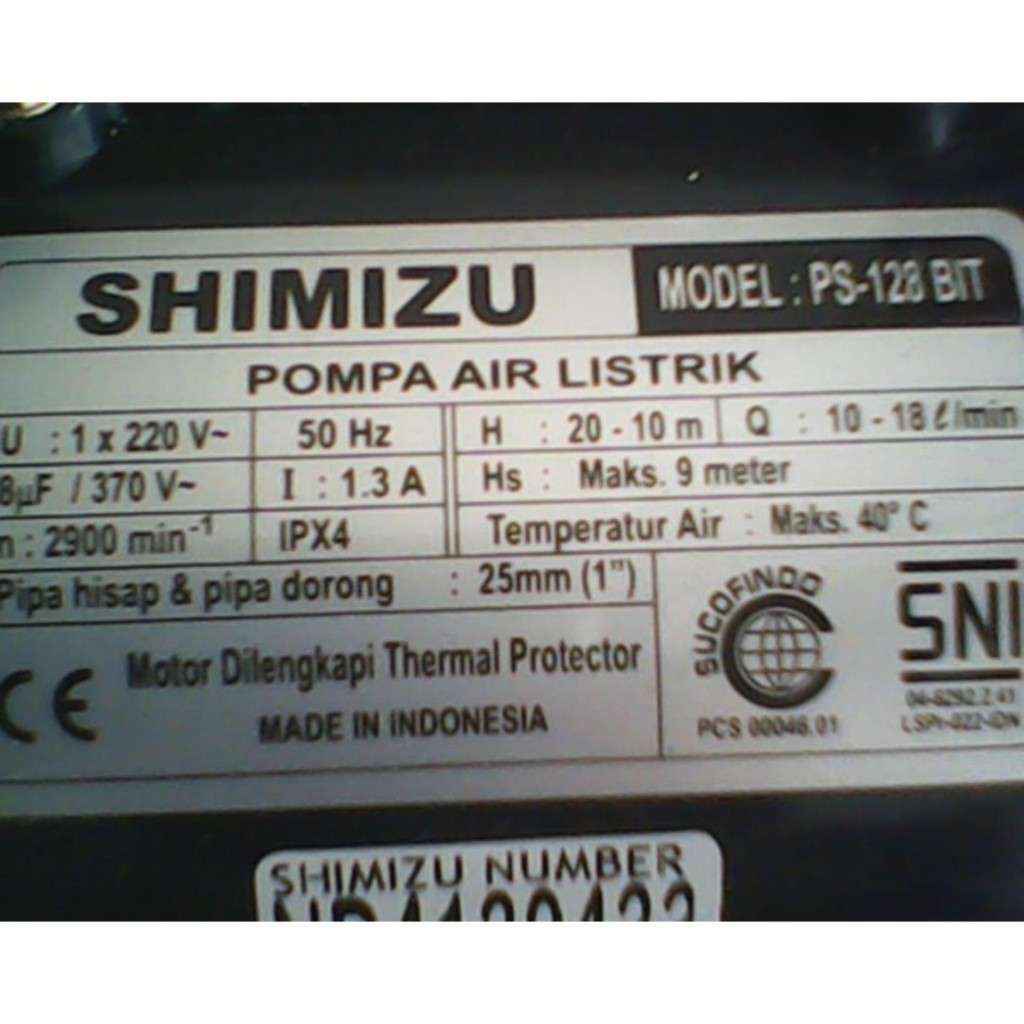 SHIMIZU MODEL : PS-128 BIT
POMPA AIR LISTRIK
U : 1 x 220 V~ 50 Hz H : 20 - 10 m Q : 10 - 18 ℓ/min
8µF / 370 V~ I : 1.3 A Hs : Maks. 9 meter
n : 2900 min⁻¹ IPX4 Temperatur Air : Maks. 40° C
Pipa hisap & pipa dorong : 25mm (1")
SUCOFINDO
SNI
CE Motor Dilengkapi Thermal Protector
MADE IN INDONESIA
PCS 00046.01
SHIMIZU NUMBER